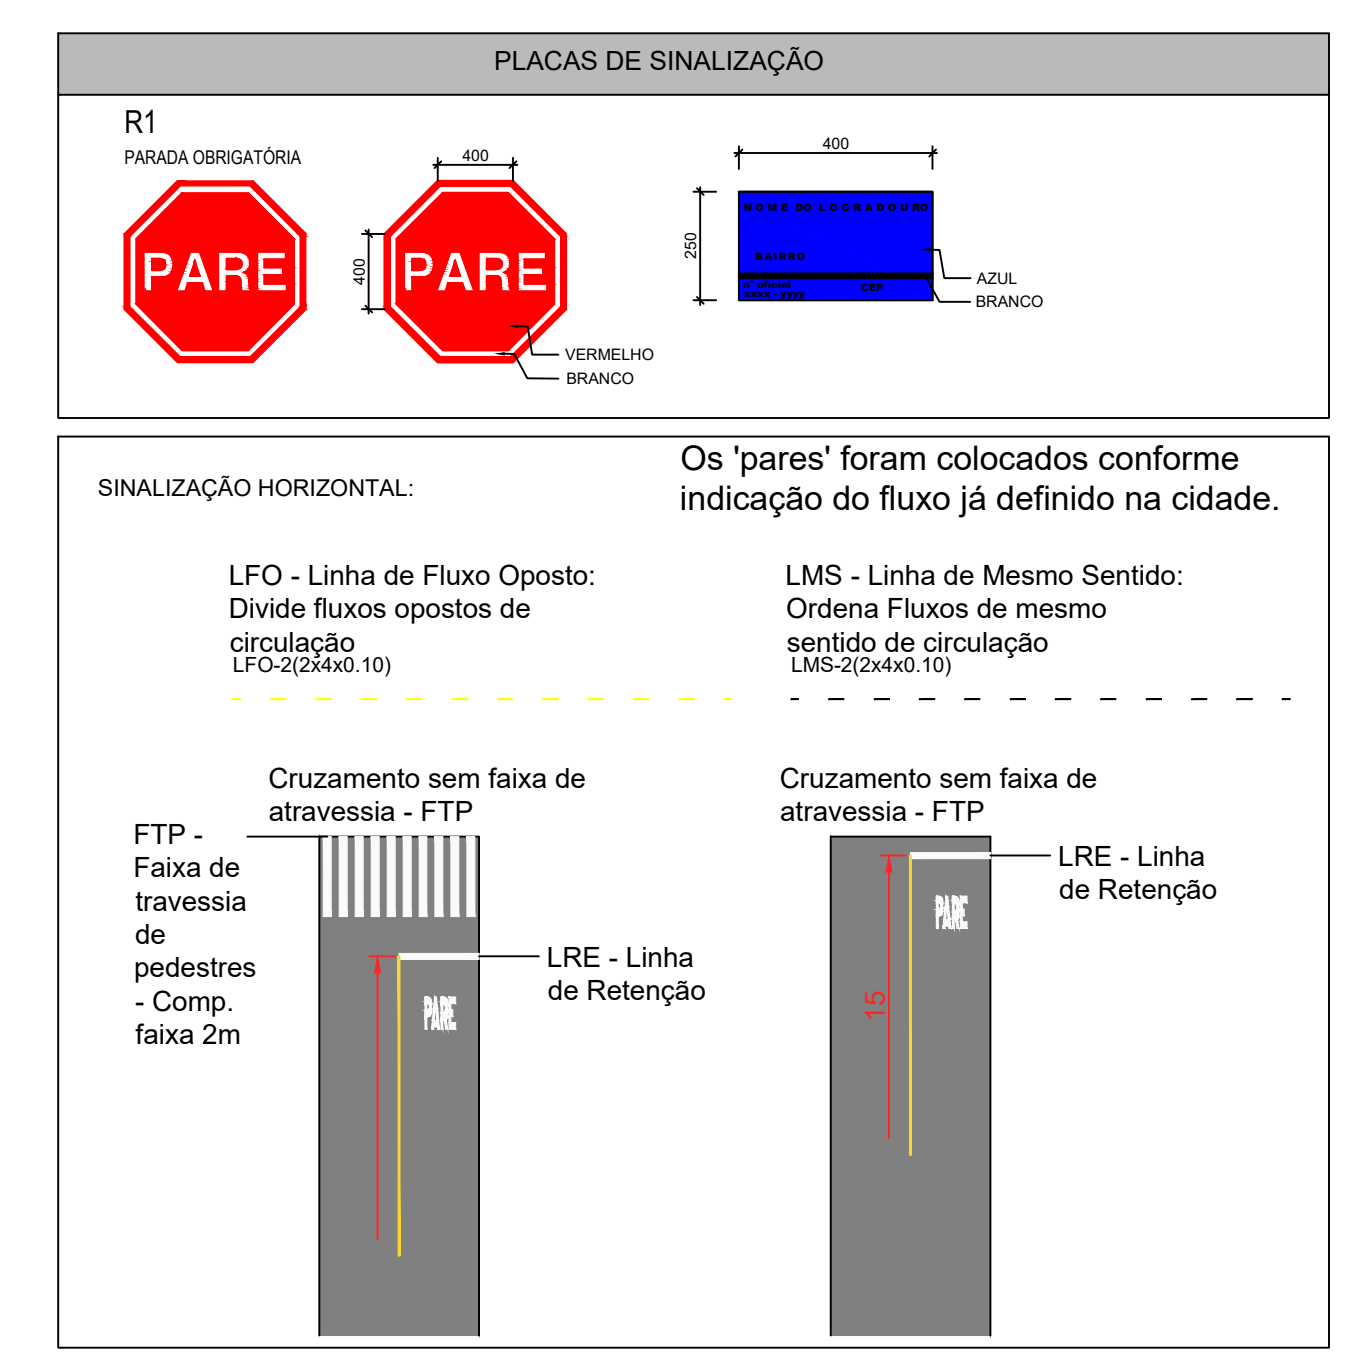 PLACAS DE SINALIZAÇÃO
R1
PARADA OBRIGATÓRIA
PARE
400
400
PARE
VERMELHO
BRANCO
400
250
NOME DO LOGRADOURO
BAIRRO
nº oficial
xxxx - yyyy
CEP
AZUL
BRANCO
SINALIZAÇÃO HORIZONTAL:
Os 'pares' foram colocados conforme
indicação do fluxo já definido na cidade.
LFO - Linha de Fluxo Oposto:
Divide fluxos opostos de
circulação
LFO-2(2x4x0.10)
LMS - Linha de Mesmo Sentido:
Ordena Fluxos de mesmo
sentido de circulação
LMS-2(2x4x0.10)
Cruzamento sem faixa de
atravessia - FTP
FTP -
Faixa de
travessia
de
pedestres
- Comp.
faixa 2m
LRE - Linha
de Retenção
PARE
Cruzamento sem faixa de
atravessia - FTP
LRE - Linha
de Retenção
PARE
15